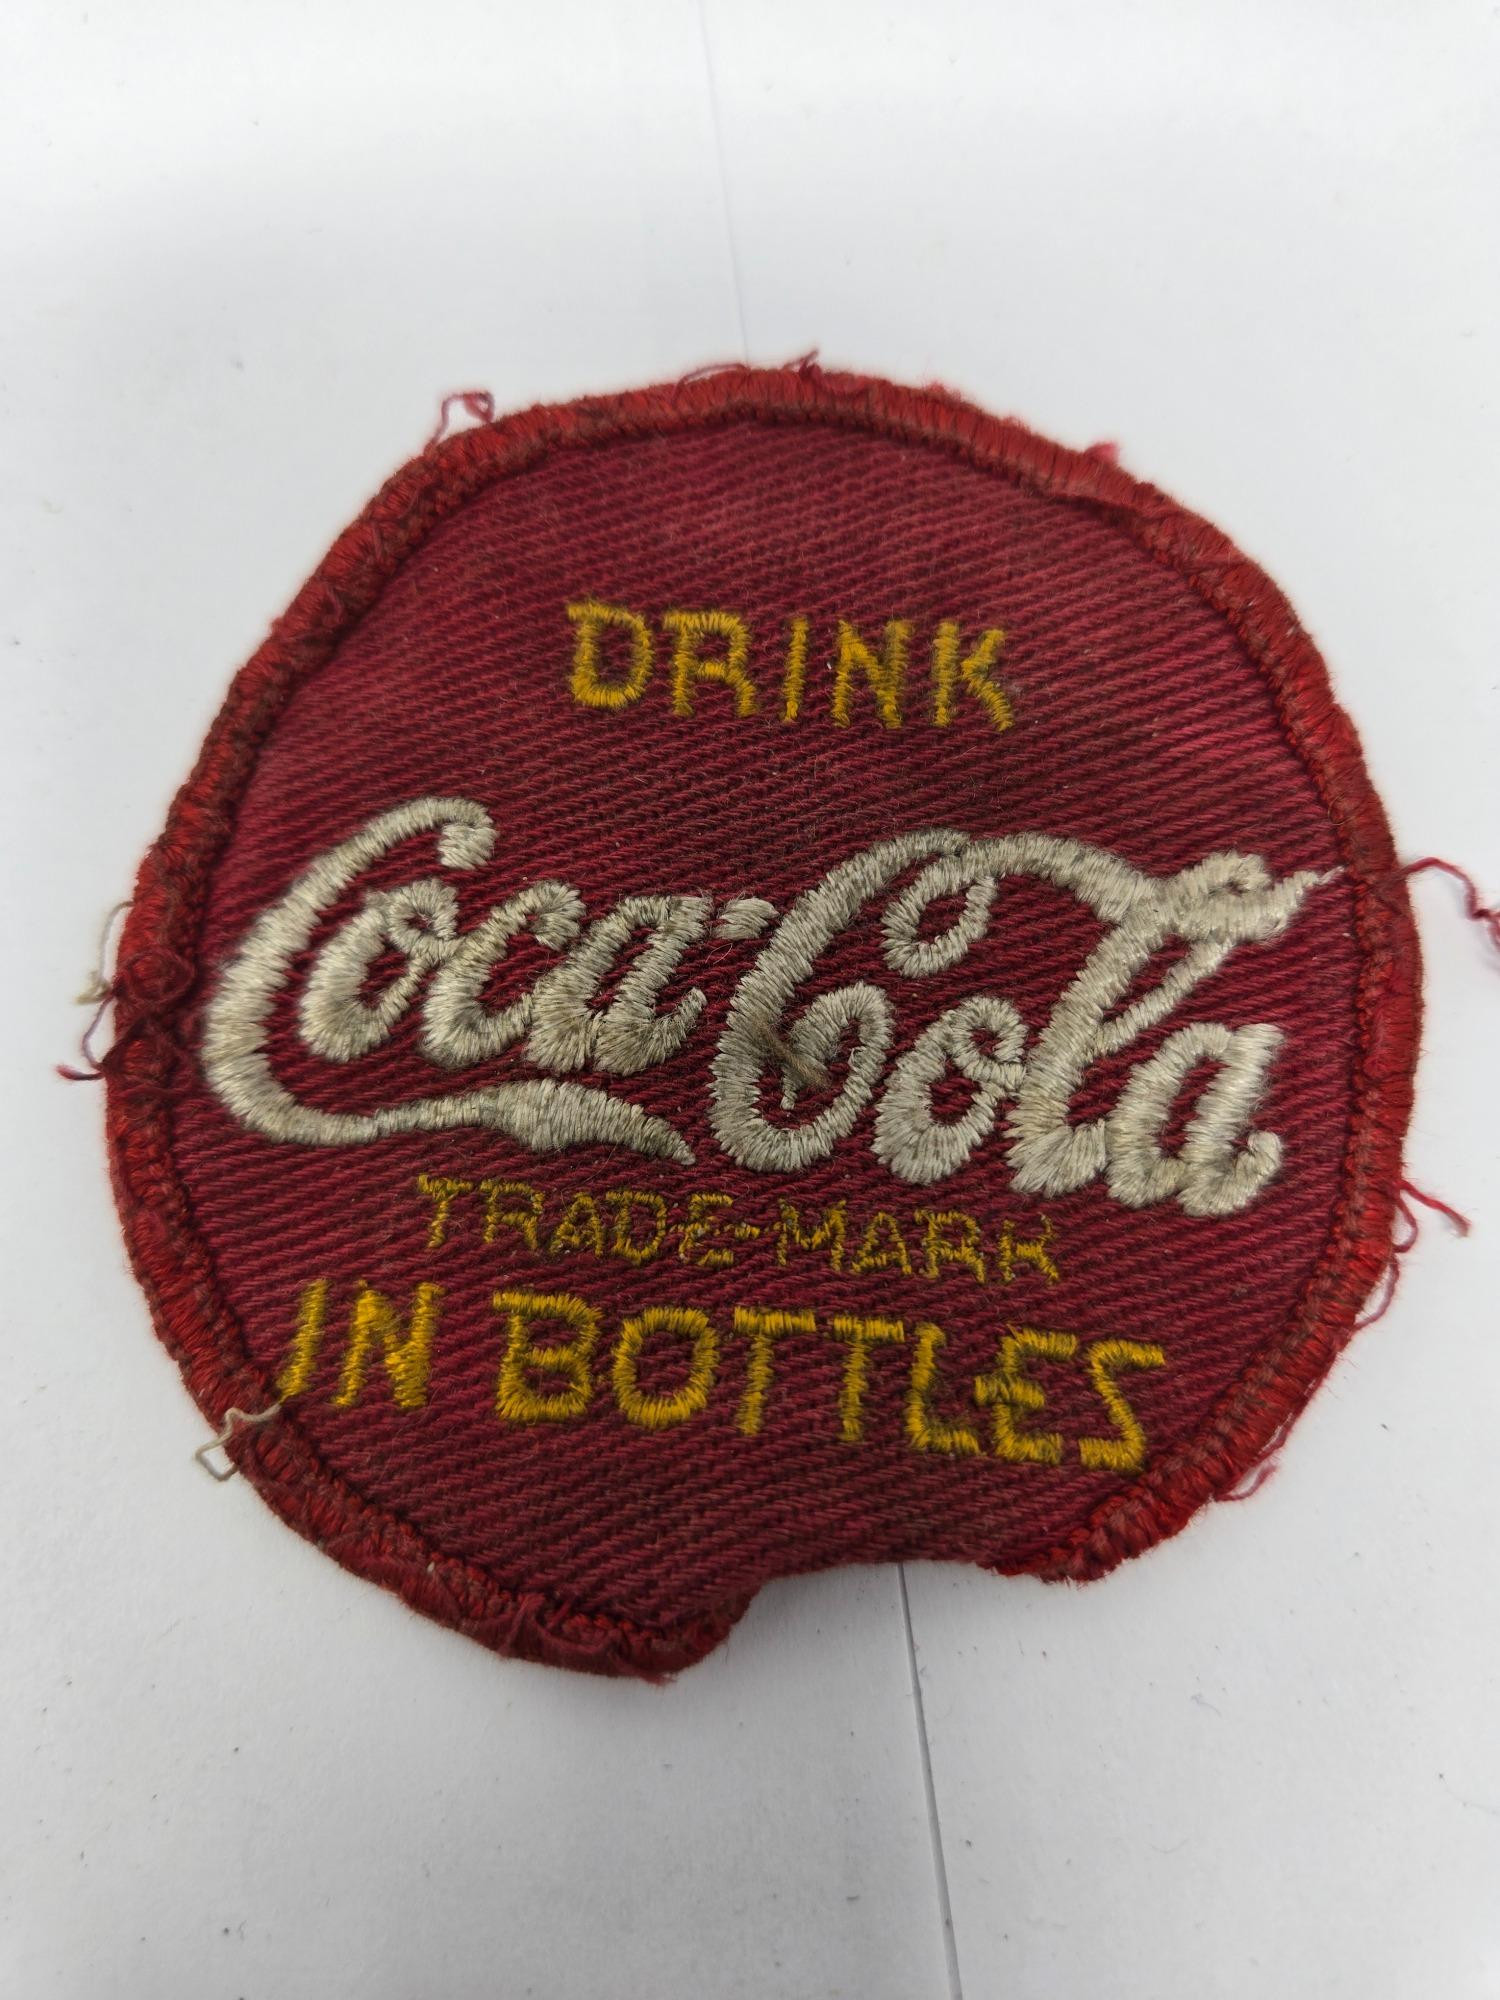 DRINK
Coca-Cola
TRADE-MARK
IN BOTTLES